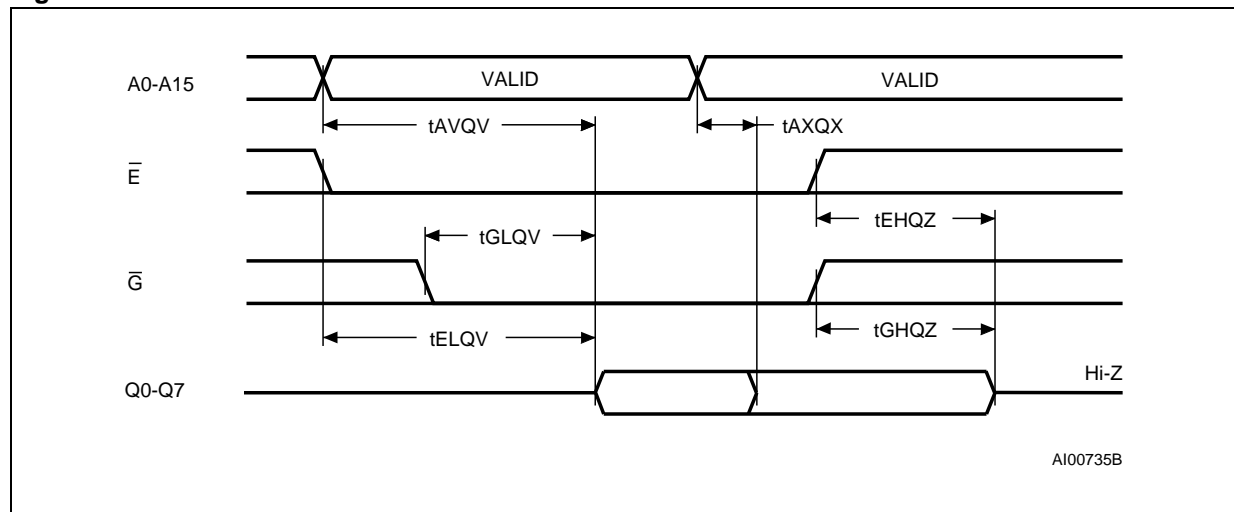 A0-A15
VALID
VALID
tAVQV
tAXQX
E̅
tEHQZ
tGLQV
G̅
tGHQZ
tELQV
Q0-Q7
Hi-Z
AI00735B